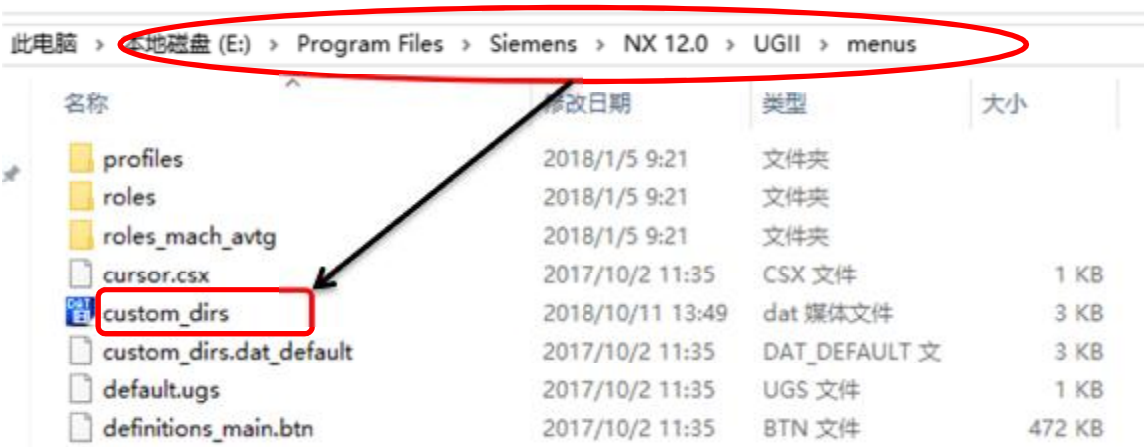 此电脑 > 本地磁盘 (E:) > Program Files > Siemens > NX 12.0 > UGII > menus
名称 修改日期 类型 大小
profiles 2018/1/5 9:21 文件夹
roles 2018/1/5 9:21 文件夹
roles_mach_avtg 2018/1/5 9:21 文件夹
cursor.csx 2017/10/2 11:35 CSX 文件 1 KB
DAT custom_dirs 2018/10/11 13:49 dat 媒体文件 3 KB
custom_dirs.dat_default 2017/10/2 11:35 DAT_DEFAULT 文 3 KB
default.ugs 2017/10/2 11:35 UGS 文件 1 KB
definitions_main.btn 2017/10/2 11:35 BTN 文件 472 KB